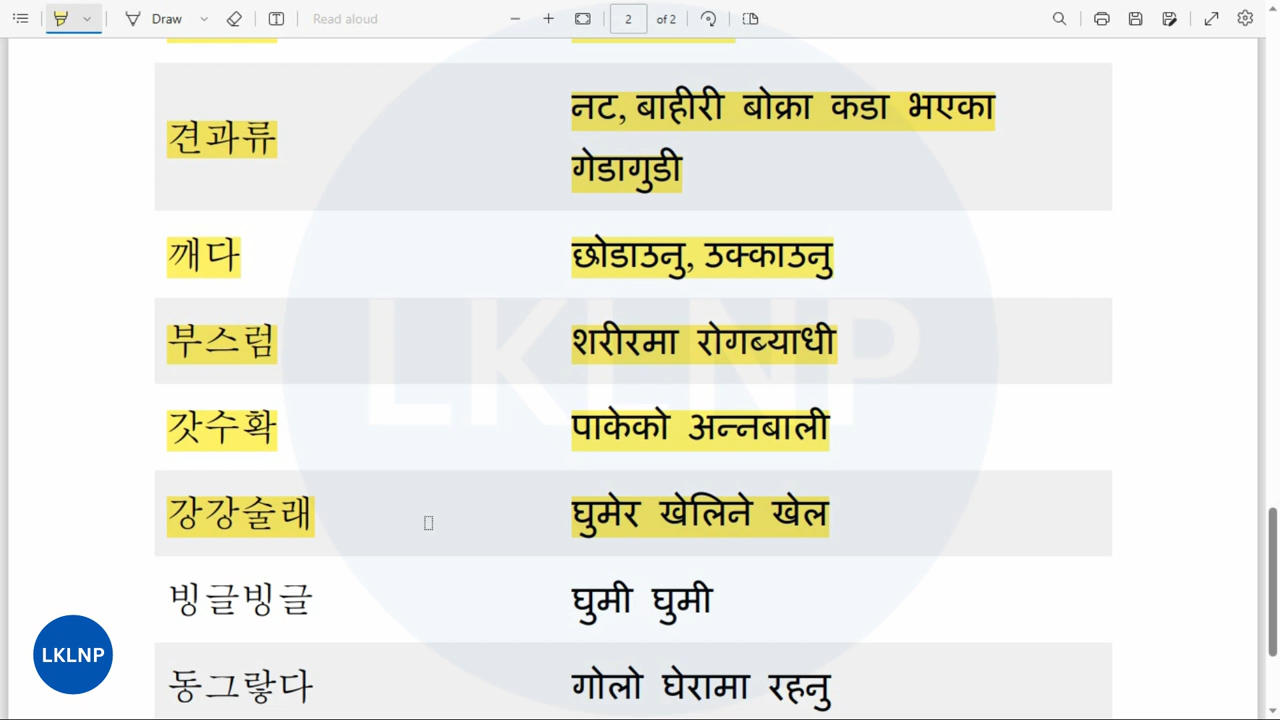 Draw
Read aloud
2 of 2
견과류 नट, बाहीरी बोक्रा कडा भएका
गेडागुडी
깨다 छोडाउनु, उक्काउनु
부스럼 शरीरमा रोगब्याधी
갓수확 पाकेको अन्नबाली
강강술래 घुमेर खेलिने खेल
빙글빙글 घुमी घुमी
동그랗다 गोलो घेरामा रहनु
LKLNP
LKLNP